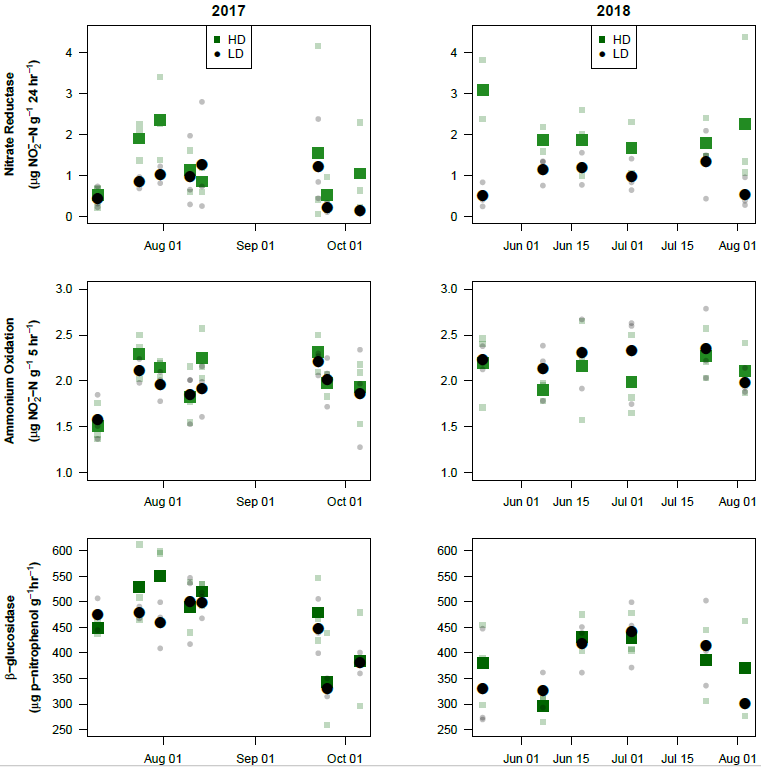 2017
2018
Nitrate Reductase
(µg NO₂⁻−N g⁻¹ 24 hr⁻¹)
4
3
2
1
0
HD
LD
Aug 01
Sep 01
Oct 01
4
3
2
1
0
HD
LD
Jun 01
Jun 15
Jul 01
Jul 15
Aug 01
Ammonium Oxidation
(µg NO₂⁻−N g⁻¹ 5 hr⁻¹)
3.0
2.5
2.0
1.5
1.0
Aug 01
Sep 01
Oct 01
3.0
2.5
2.0
1.5
1.0
Jun 01
Jun 15
Jul 01
Jul 15
Aug 01
β−glucosidase
(µg p−nitrophenol g⁻¹hr⁻¹)
600
550
500
450
400
350
300
250
Aug 01
Sep 01
Oct 01
600
550
500
450
400
350
300
250
Jun 01
Jun 15
Jul 01
Jul 15
Aug 01